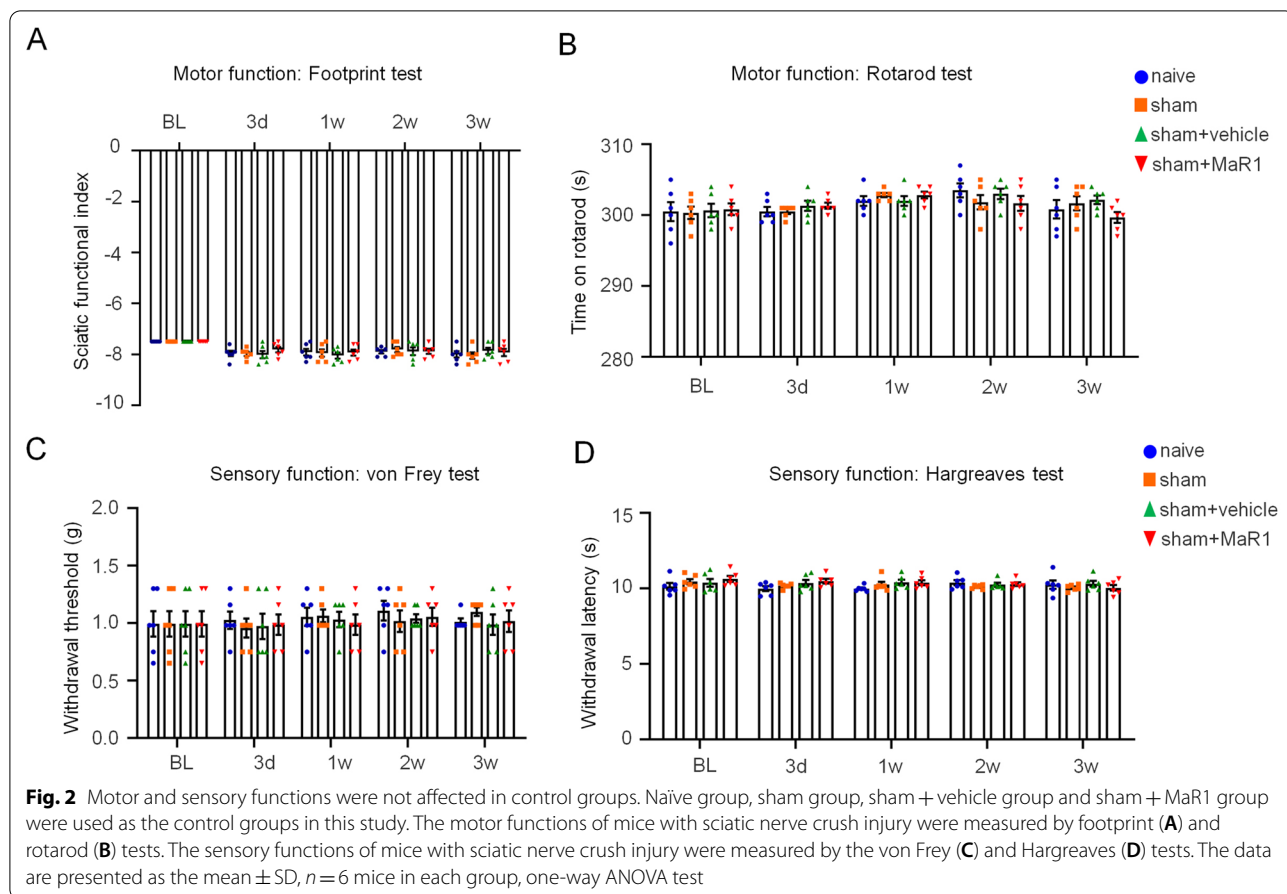 A
Motor function: Footprint test
BL 3d 1w 2w 3w
0
-2
-4
-6
-8
-10
Sciatic functional index
B
Motor function: Rotarod test
naive
sham
sham+vehicle
sham+MaR1
310
300
290
280
Time on rotarod (s)
BL 3d 1w 2w 3w
C
Sensory function: von Frey test
2.0
1.5
1.0
0.5
0.0
Withdrawal threshold (g)
BL 3d 1w 2w 3w
D
Sensory function: Hargreaves test
naive
sham
sham+vehicle
sham+MaR1
15
10
5
0
Withdrawal latency (s)
BL 3d 1w 2w 3w
Fig. 2 Motor and sensory functions were not affected in control groups. Naïve group, sham group, sham + vehicle group and sham + MaR1 group
were used as the control groups in this study. The motor functions of mice with sciatic nerve crush injury were measured by footprint (A) and
rotarod (B) tests. The sensory functions of mice with sciatic nerve crush injury were measured by the von Frey (C) and Hargreaves (D) tests. The data
are presented as the mean ± SD, n = 6 mice in each group, one-way ANOVA test